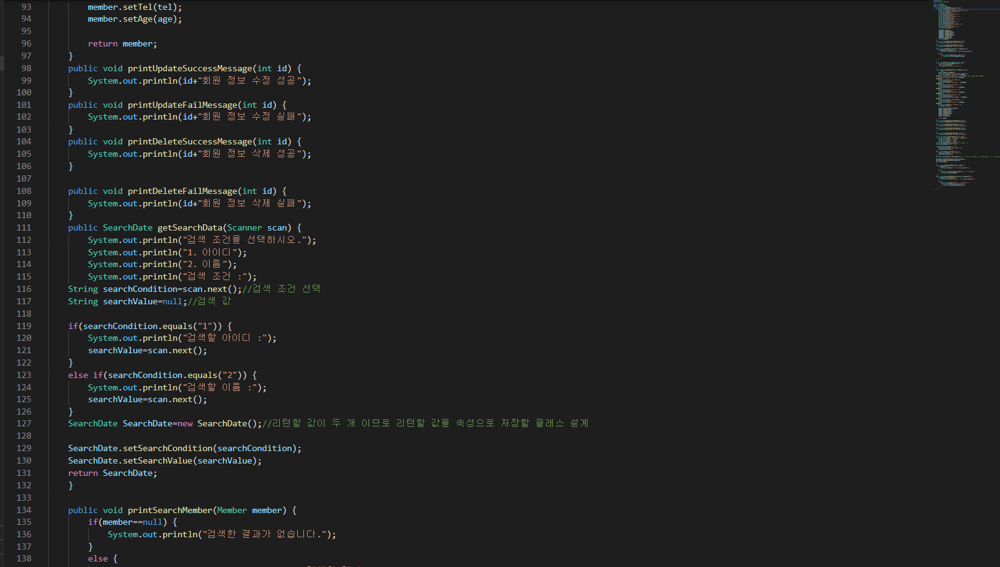 93 member.setTel(tel);
94 member.setAge(age);
95
96 return member;
97 }
98 public void printUpdateSuccessMessage(int id) {
99 System.out.println(id+"회원 정보 수정 성공");
100 }
101 public void printUpdateFailMessage(int id) {
102 System.out.println(id+"회원 정보 수정 실패");
103 }
104 public void printDeleteSuccessMessage(int id) {
105 System.out.println(id+"회원 정보 삭제 성공");
106 }
107
108 public void printDeleteFailMessage(int id) {
109 System.out.println(id+"회원 정보 삭제 실패");
110 }
111 public SearchDate getSearchData(Scanner scan) {
112 System.out.println("검색 조건을 선택하시오.");
113 System.out.println("1. 아이디");
114 System.out.println("2. 이름");
115 System.out.println("검색 조건 :");
116 String searchCondition=scan.next();//검색 조건 선택
117 String searchValue=null;//검색 값
118
119 if(searchCondition.equals("1")) {
120 System.out.println("검색할 아이디 :");
121 searchValue=scan.next();
122 }
123 else if(searchCondition.equals("2")) {
124 System.out.println("검색할 이름 :");
125 searchValue=scan.next();
126 }
127 SearchDate SearchDate=new SearchDate();//리턴할 값이 두 개 이므로 리턴할 값을 속성으로 저장할 클래스 설계
128
129 SearchDate.setSearchCondition(searchCondition);
130 SearchDate.setSearchValue(searchValue);
131 return SearchDate;
132 }
133
134 public void printSearchMember(Member member) {
135 if(member==null) {
136 System.out.println("검색한 결과가 없습니다.");
137 }
138 else {